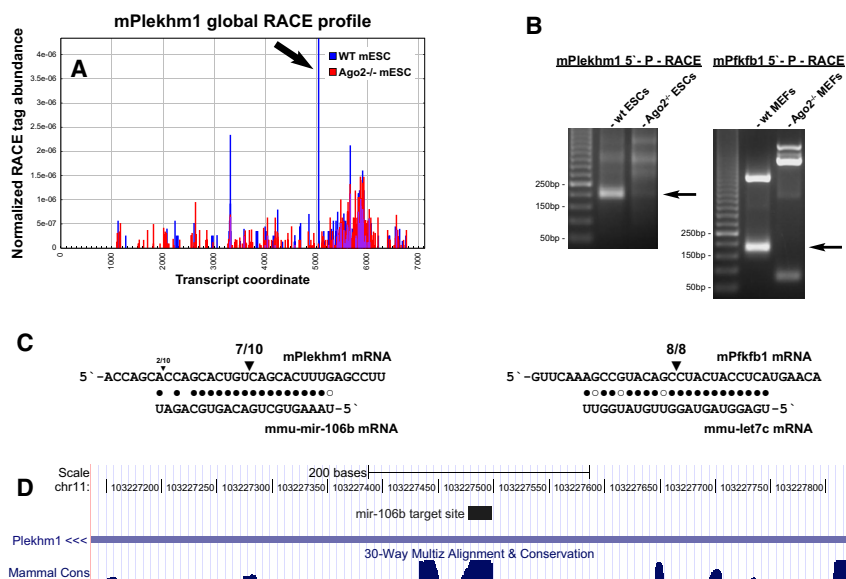 mPlekhm1 global RACE profile
A
Normalized RACE tag abundance
4e-06
3.5e-06
3e-06
2.5e-06
2e-06
1.5e-06
1e-06
5e-07
0
WT mESC
Ago2-/- mESC
0 1000 2000 3000 4000 5000 6000 7000
Transcript coordinate
B
mPlekhm1 5`- P - RACE
- wt ESCs
- Ago2-/- ESCs
250bp -
150bp -
50bp -
mPfkfb1 5`- P - RACE
- wt MEFs
- Ago2-/- MEFs
250bp -
150bp -
50bp -
C
2/10
7/10
mPlekhm1 mRNA
5`-ACCAGCACCAGCACTGTCAGCACTTTGAGCCUU
UAGACGUGACAGUCGUGAAAU-5`
mmu-mir-106b mRNA
8/8
mPfkfb1 mRNA
5`-GUUCAAAGCCGUACAGCCUACUACCUCAUGAACA
UUGGUAUGUUGGAUGAUGGAGU-5`
mmu-let7c mRNA
D
Scale
200 bases
chr11:
103227200 103227250 103227300 103227350 103227400 103227450 103227500 103227550 103227600 103227650 103227700 103227750 103227800
mir-106b target site
Plekhm1 <<<
30-Way Multiz Alignment & Conservation
Mammal Cons